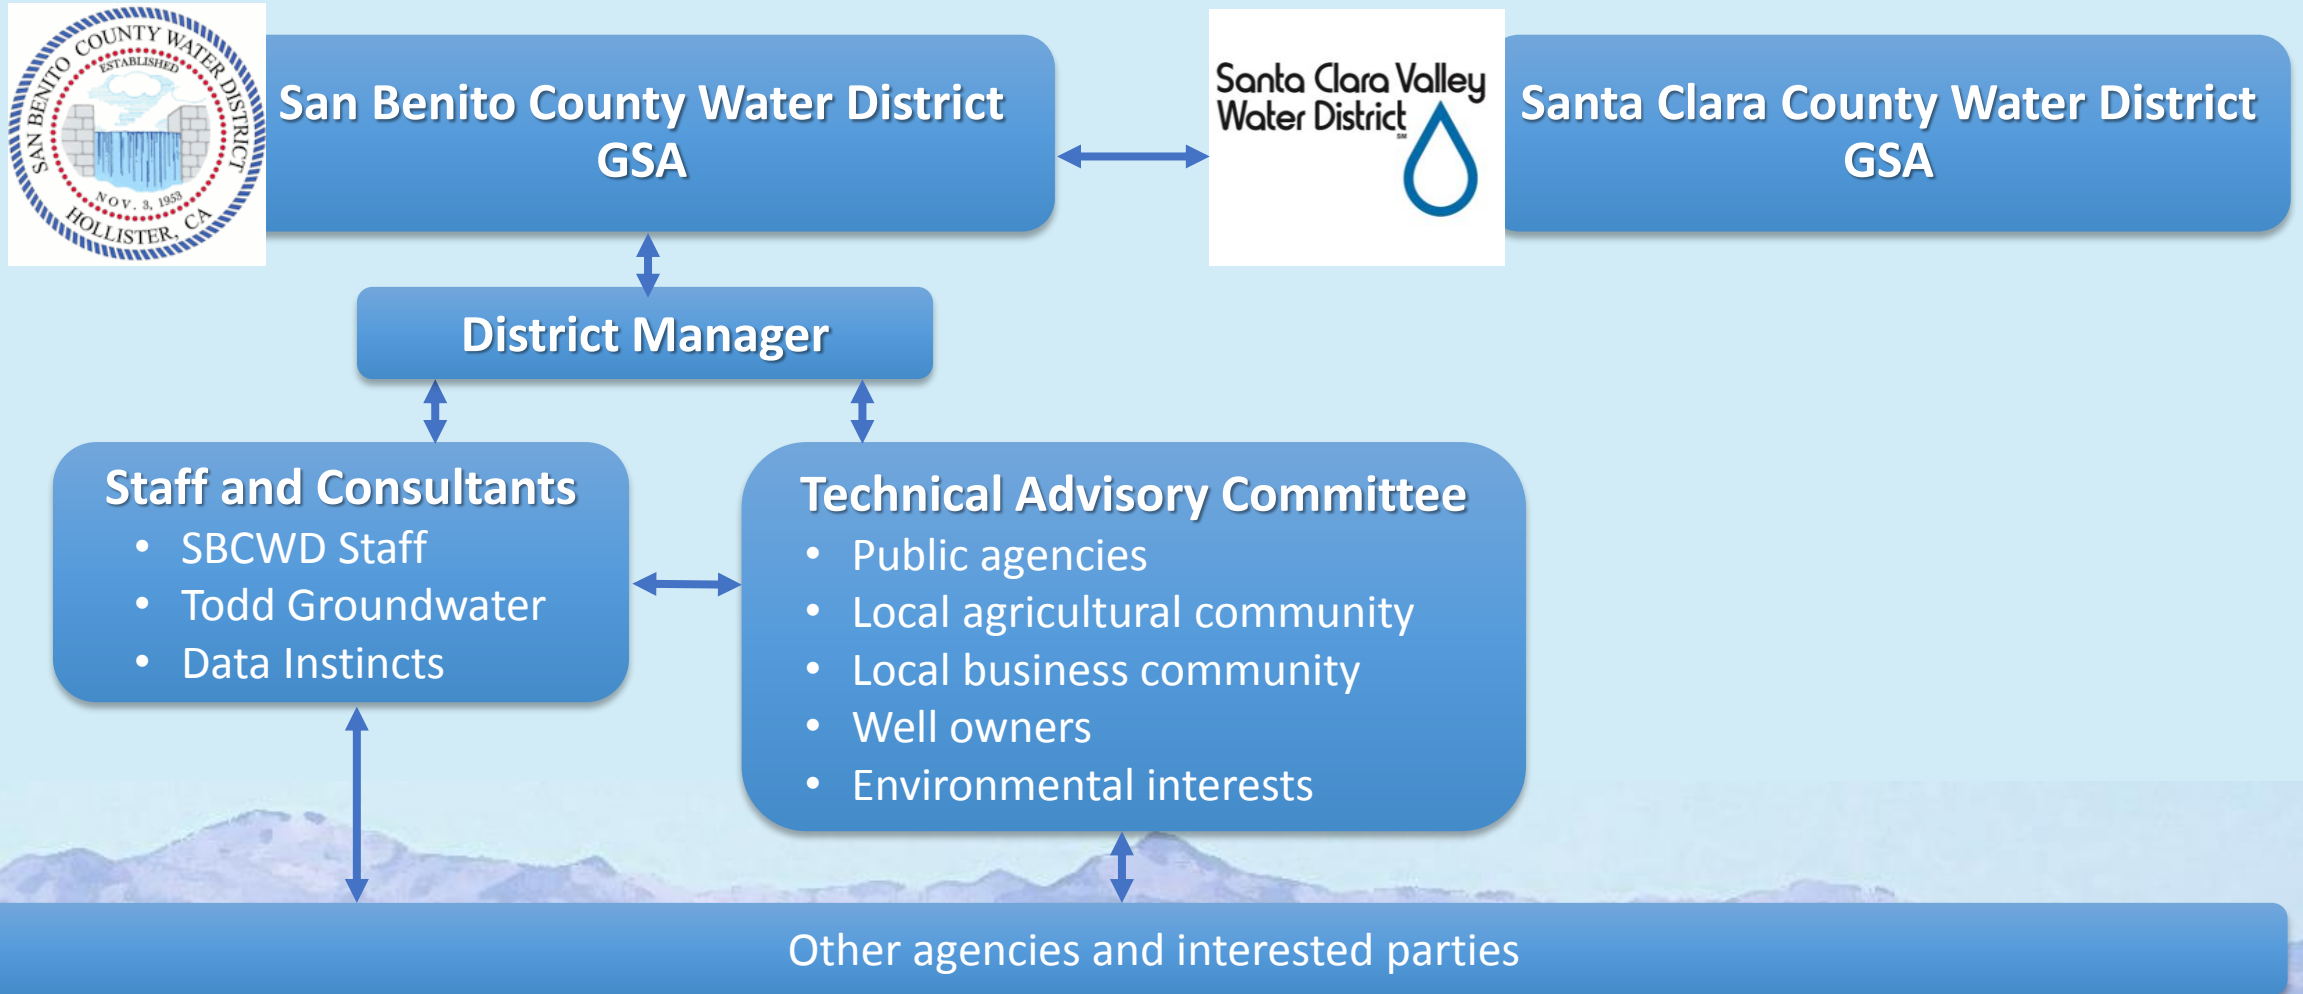 SAN BENITO COUNTY WATER DISTRICT
ESTABLISHED
NOV. 3, 1953
HOLLISTER, CA
San Benito County Water District
GSA
Santa Clara Valley
Water District
SM
Santa Clara County Water District
GSA
District Manager
Staff and Consultants
• SBCWD Staff
• Todd Groundwater
• Data Instincts
Technical Advisory Committee
• Public agencies
• Local agricultural community
• Local business community
• Well owners
• Environmental interests
Other agencies and interested parties